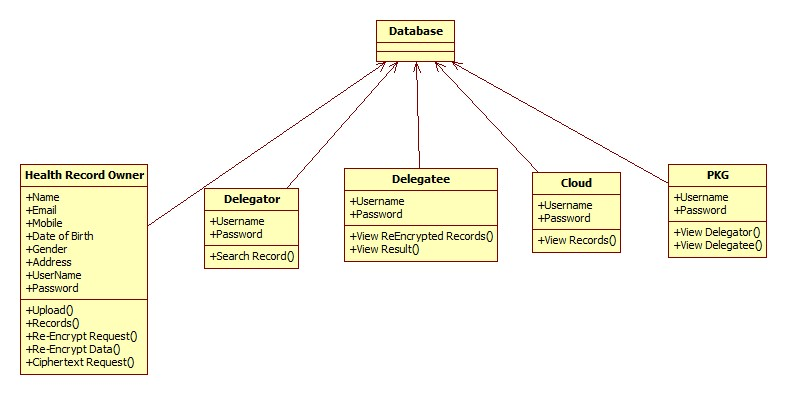 Database
Health Record Owner
+Name
+Email
+Mobile
+Date of Birth
+Gender
+Address
+UserName
+Password
+Upload()
+Records()
+Re-Encrypt Request()
+Re-Encrypt Data()
+Ciphertext Request()
Delegator
+Username
+Password
+Search Record()
Delegatee
+Username
+Password
+View ReEncrypted Records()
+View Result()
Cloud
+Username
+Password
+View Records()
PKG
+Username
+Password
+View Delegator()
+View Delegatee()